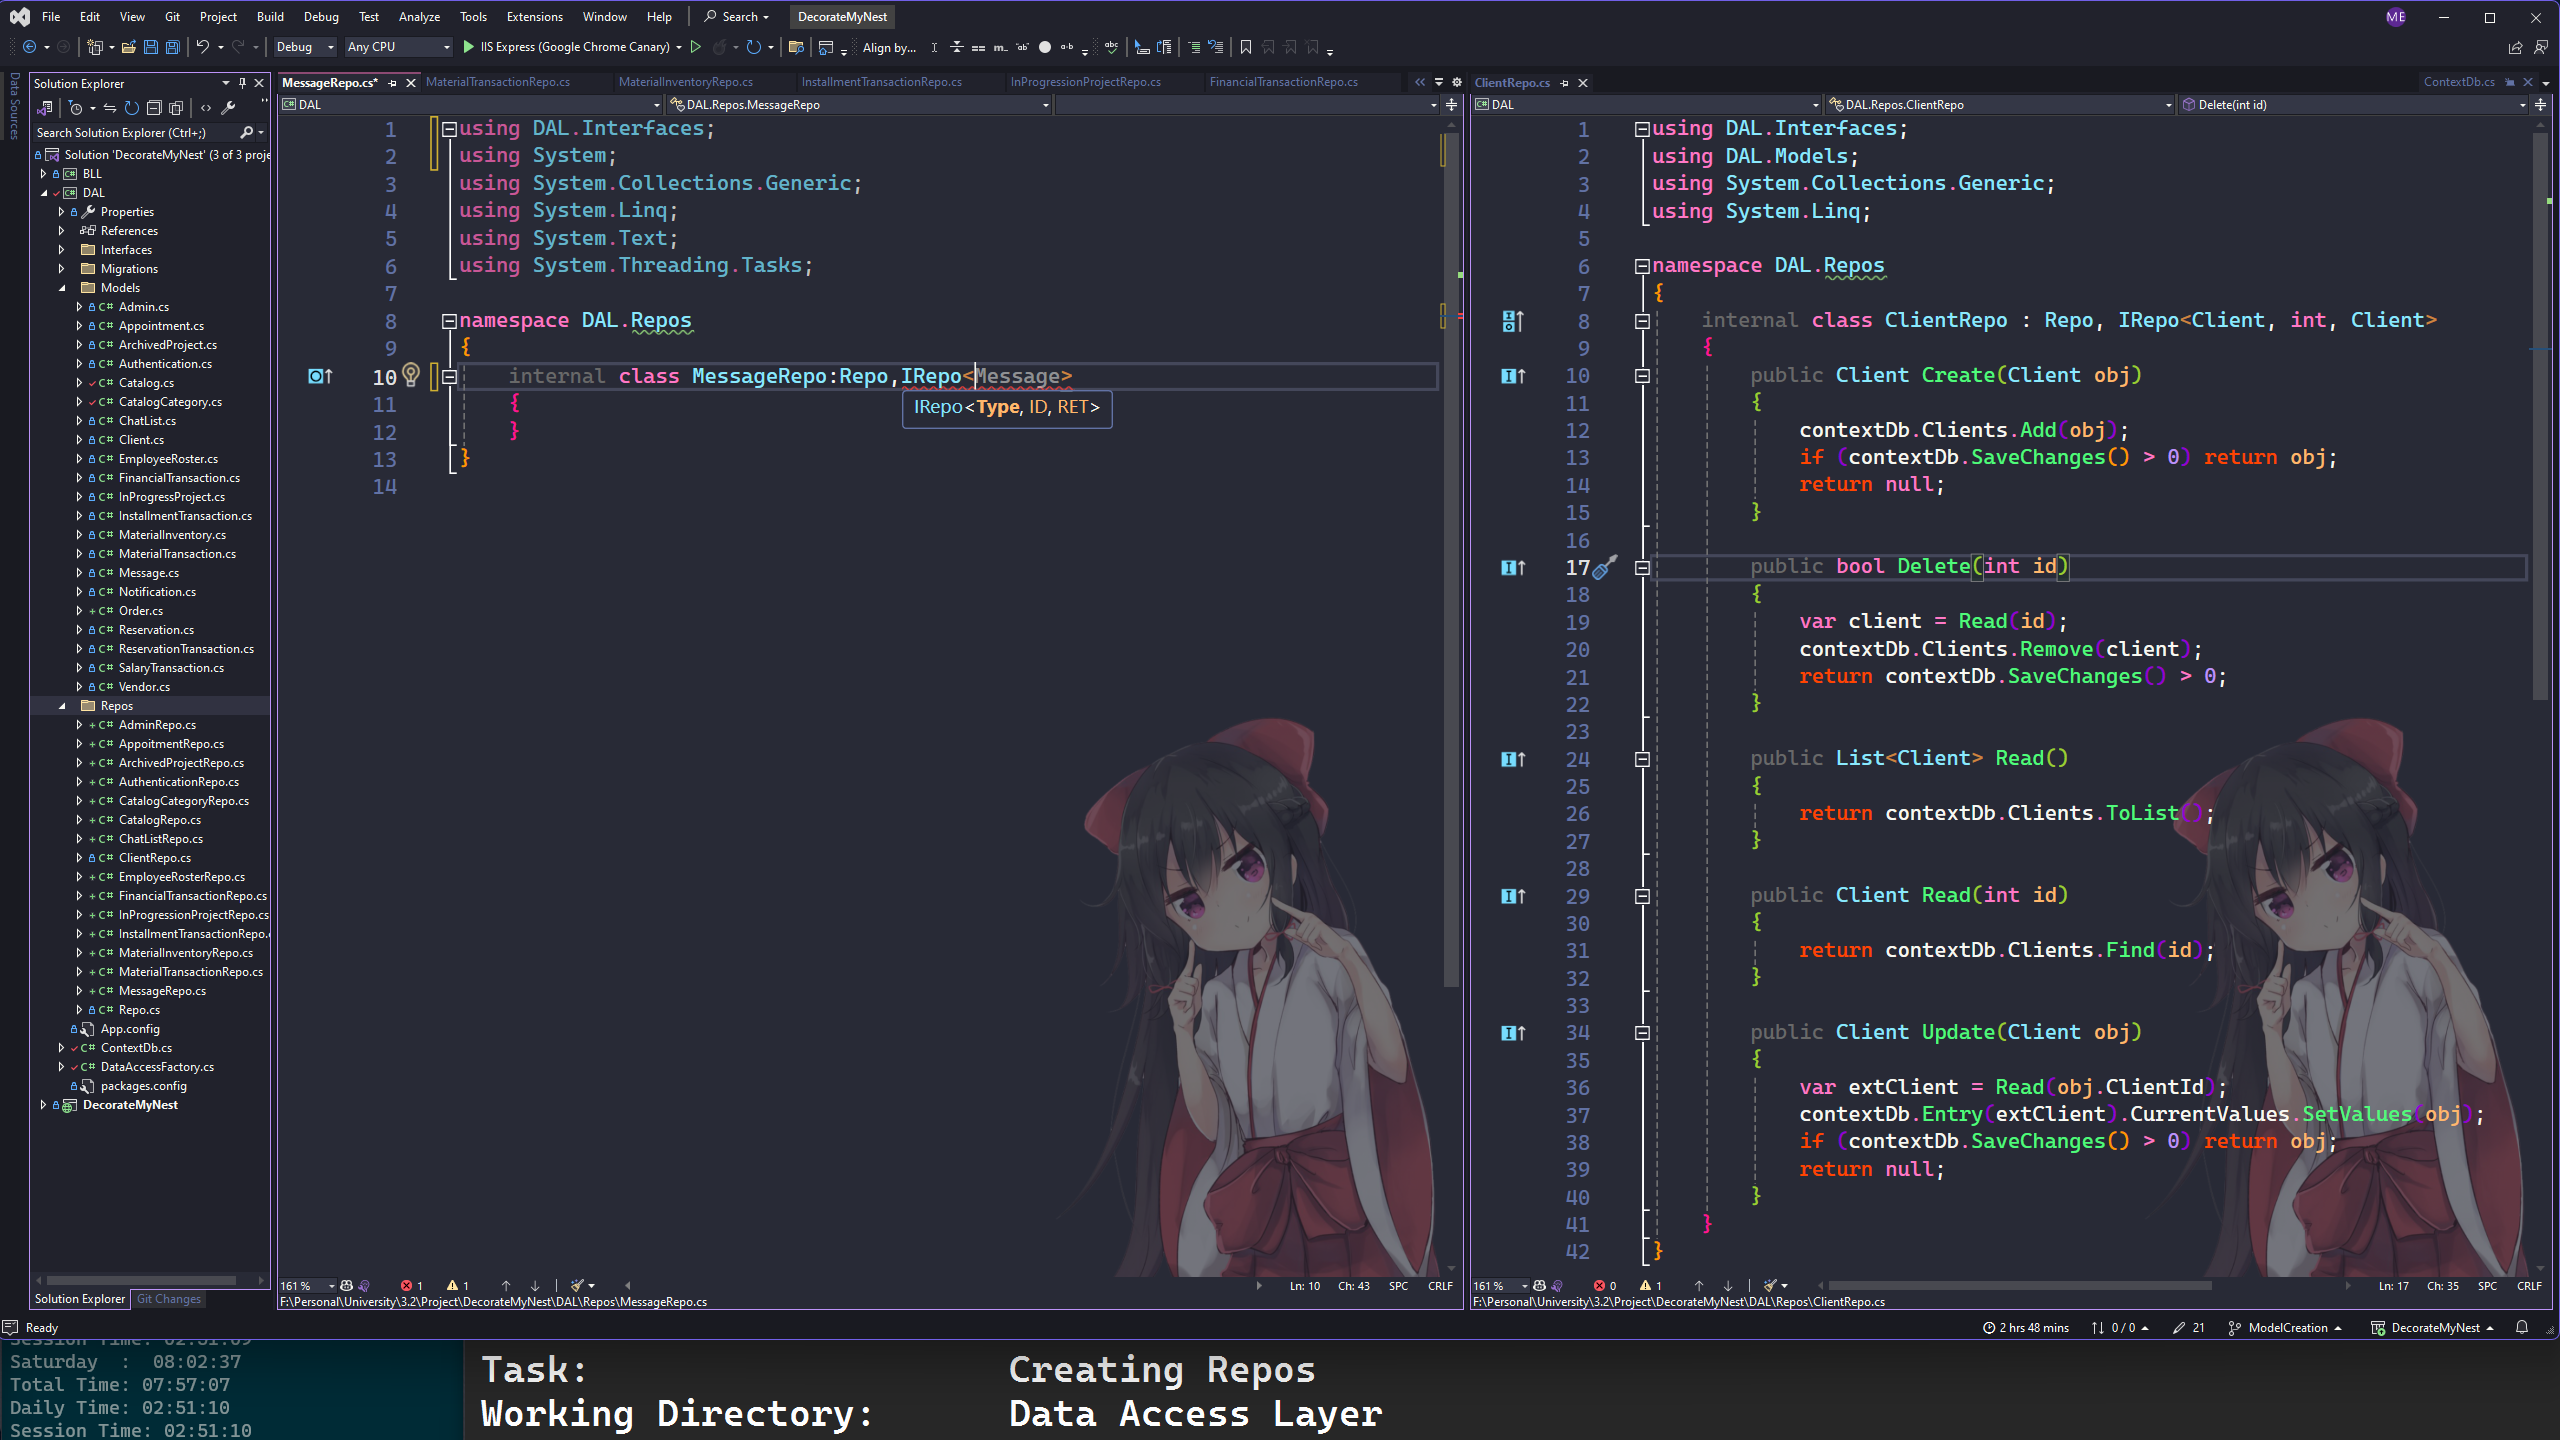 File Edit View Git Project Build Debug Test Analyze Tools Extensions Window Help Search DecorateMyNest ME
Debug Any CPU IIS Express (Google Chrome Canary) Align by...
Data Sources
Solution Explorer
Search Solution Explorer (Ctrl+;)
Solution 'DecorateMyNest' (3 of 3 proje
BLL
DAL
Properties
References
Interfaces
Migrations
Models
Admin.cs
Appointment.cs
ArchivedProject.cs
Authentication.cs
Catalog.cs
CatalogCategory.cs
ChatList.cs
Client.cs
EmployeeRoster.cs
FinancialTransaction.cs
InProgressProject.cs
InstallmentTransaction.cs
MaterialInventory.cs
MaterialTransaction.cs
Message.cs
Notification.cs
Order.cs
Reservation.cs
ReservationTransaction.cs
SalaryTransaction.cs
Vendor.cs
Repos
AdminRepo.cs
AppoitmentRepo.cs
ArchivedProjectRepo.cs
AuthenticationRepo.cs
CatalogCategoryRepo.cs
CatalogRepo.cs
ChatListRepo.cs
ClientRepo.cs
EmployeeRosterRepo.cs
FinancialTransactionRepo.cs
InProgressionProjectRepo.cs
InstallmentTransactionRepo.
MaterialInventoryRepo.cs
MaterialTransactionRepo.cs
MessageRepo.cs
Repo.cs
App.config
ContextDb.cs
DataAccessFactory.cs
packages.config
DecorateMyNest
Solution Explorer Git Changes
MessageRepo.cs* MaterialTransactionRepo.cs MaterialInventoryRepo.cs InstallmentTransactionRepo.cs InProgressionProjectRepo.cs FinancialTransactionRepo.cs
DAL DAL.Repos.MessageRepo
1 using DAL.Interfaces;
2 using System;
3 using System.Collections.Generic;
4 using System.Linq;
5 using System.Text;
6 using System.Threading.Tasks;
7
8 namespace DAL.Repos
9 {
10 internal class MessageRepo:Repo,IRepo<Message>
IRepo<Type, ID, RET>
11 {
12 }
13 }
14
161 % 1 1 Ln: 10 Ch: 43 SPC CRLF
F:\Personal\University\3.2\Project\DecorateMyNest\DAL\Repos\MessageRepo.cs
ClientRepo.cs ContextDb.cs
DAL DAL.Repos.ClientRepo Delete(int id)
1 using DAL.Interfaces;
2 using DAL.Models;
3 using System.Collections.Generic;
4 using System.Linq;
5
6 namespace DAL.Repos
7 {
8 internal class ClientRepo : Repo, IRepo<Client, int, Client>
9 {
10 public Client Create(Client obj)
11 {
12 contextDb.Clients.Add(obj);
13 if (contextDb.SaveChanges() > 0) return obj;
14 return null;
15 }
16
17 public bool Delete(int id)
18 {
19 var client = Read(id);
20 contextDb.Clients.Remove(client);
21 return contextDb.SaveChanges() > 0;
22 }
23
24 public List<Client> Read()
25 {
26 return contextDb.Clients.ToList();
27 }
28
29 public Client Read(int id)
30 {
31 return contextDb.Clients.Find(id);
32 }
33
34 public Client Update(Client obj)
35 {
36 var extClient = Read(obj.ClientId);
37 contextDb.Entry(extClient).CurrentValues.SetValues(obj);
38 if (contextDb.SaveChanges() > 0) return obj;
39 return null;
40 }
41 }
42 }
161 % 0 1 Ln: 17 Ch: 35 SPC CRLF
F:\Personal\University\3.2\Project\DecorateMyNest\DAL\Repos\ClientRepo.cs
Ready 2 hrs 48 mins 0 / 0 21 ModelCreation DecorateMyNest
Session Time: 02:51:09
Saturday : 08:02:37
Total Time: 07:57:07
Daily Time: 02:51:10
Session Time: 02:51:10
Task: Creating Repos
Working Directory: Data Access Layer